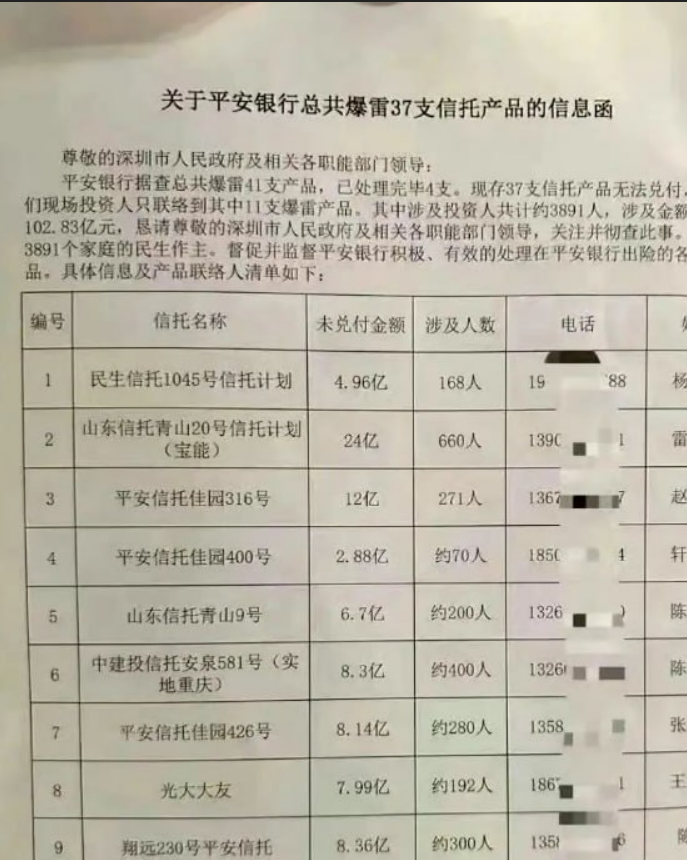 关于平安银行总共爆雷37支信托产品的信息函
尊敬的深圳市人民政府及相关各职能部门领导：
平安银行据查总共爆雷41支产品，已处理完毕4支。现存37支信托产品无法兑付，
们现场投资人只联络到其中11支爆雷产品。其中涉及投资人共计约3891人，涉及金额
102.83亿元，恳请尊敬的深圳市人民政府及相关各职能部门领导，关注并彻查此事。
3891个家庭的民生作主。督促并监督平安银行积极、有效的处理在平安银行出险的各
品。具体信息及产品联络人清单如下：
编号 信托名称 未兑付金额 涉及人数 电话
1 民生信托1045号信托计划 4.96亿 168人 19 88 杨
2 山东信托青山20号信托计划（宝能） 24亿 660人 1390 1 雷
3 平安信托佳园316号 12亿 271人 1367 7 赵
4 平安信托佳园400号 2.88亿 约70人 1850 4 轩
5 山东信托青山9号 6.7亿 约200人 1326 陈
6 中建投信托安泉581号（实地重庆） 8.3亿 约400人 1326 陈
7 平安信托佳园426号 8.14亿 约280人 1358 张
8 光大大友 7.99亿 约192人 186 1 王
9 翔远230号平安信托 8.36亿 约300人 135 6 陈